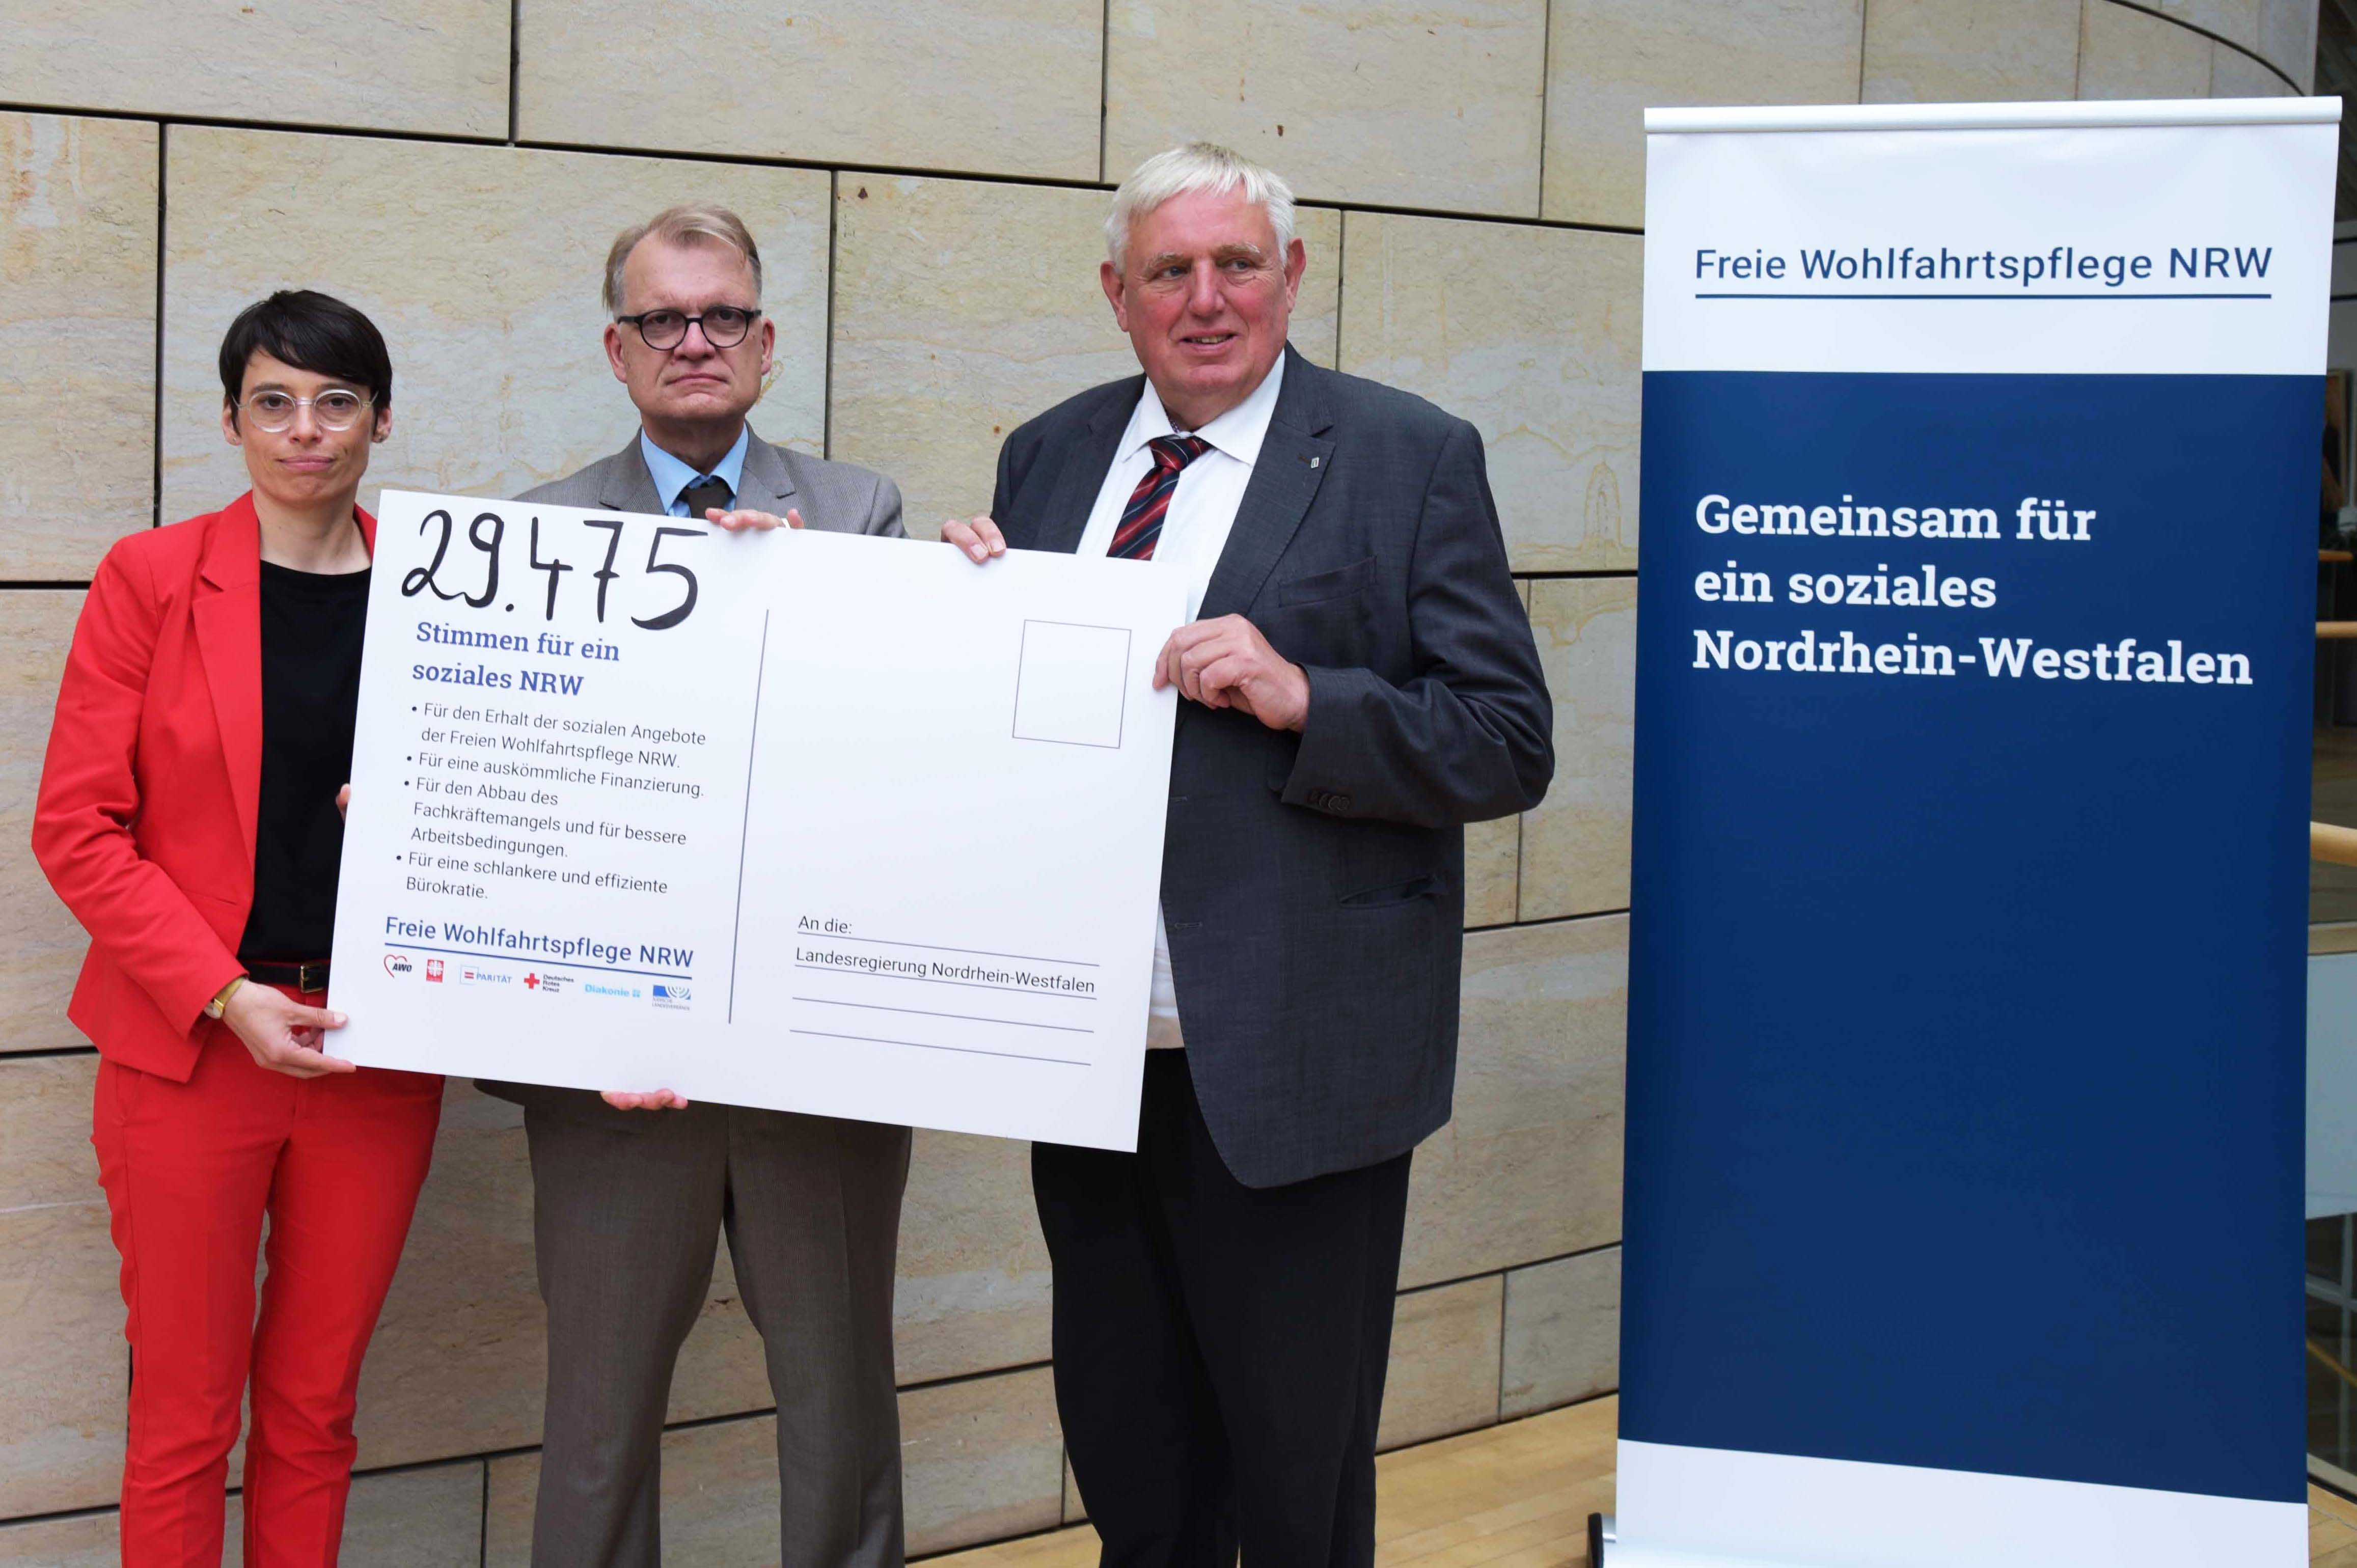 29.475
Stimmen für ein
soziales NRW
• Für den Erhalt der sozialen Angebote
der Freien Wohlfahrtspflege NRW.
• Für eine auskömmliche Finanzierung.
• Für den Abbau des
Fachkräftemangels und für bessere
Arbeitsbedingungen.
• Für eine schlankere und effiziente
Bürokratie.
Freie Wohlfahrtspflege NRW
AWO
PARITÄT
Deutsches
Rotes
Kreuz
Diakonie
An die:
Landesregierung Nordrhein-Westfalen
Freie Wohlfahrtspflege NRW
Gemeinsam für
ein soziales
Nordrhein-Westfalen